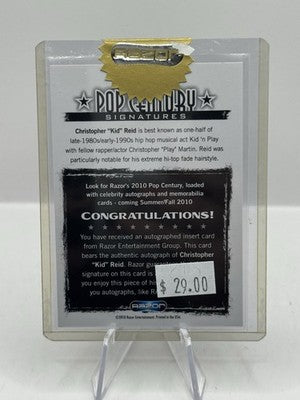 RAZOR
POP CENTURY
SIGNATURES
Christopher "Kid" Reid is best known as one-half of
late-1980s/early-1990s hip hop musical act Kid 'n Play
with fellow rapper/actor Christopher "Play" Martin. Reid
was particularly notable for his extreme hi-top fade hairstyle.
Look for Razor's 2010 Pop Century, loaded
with celebrity autographs and memorabilia
cards - coming Summer/Fall 2010
CONGRATULATIONS!
You have received an autographed insert card
from Razor Entertainment Group. This card
bears the authentic autograph of Christopher
"Kid" Reid. Razor
signature on this card is
you enjoy this piece of
you autographs, like
$ 29.00
RAZOR
©2010 Razor Entertainment. Printed in the USA.